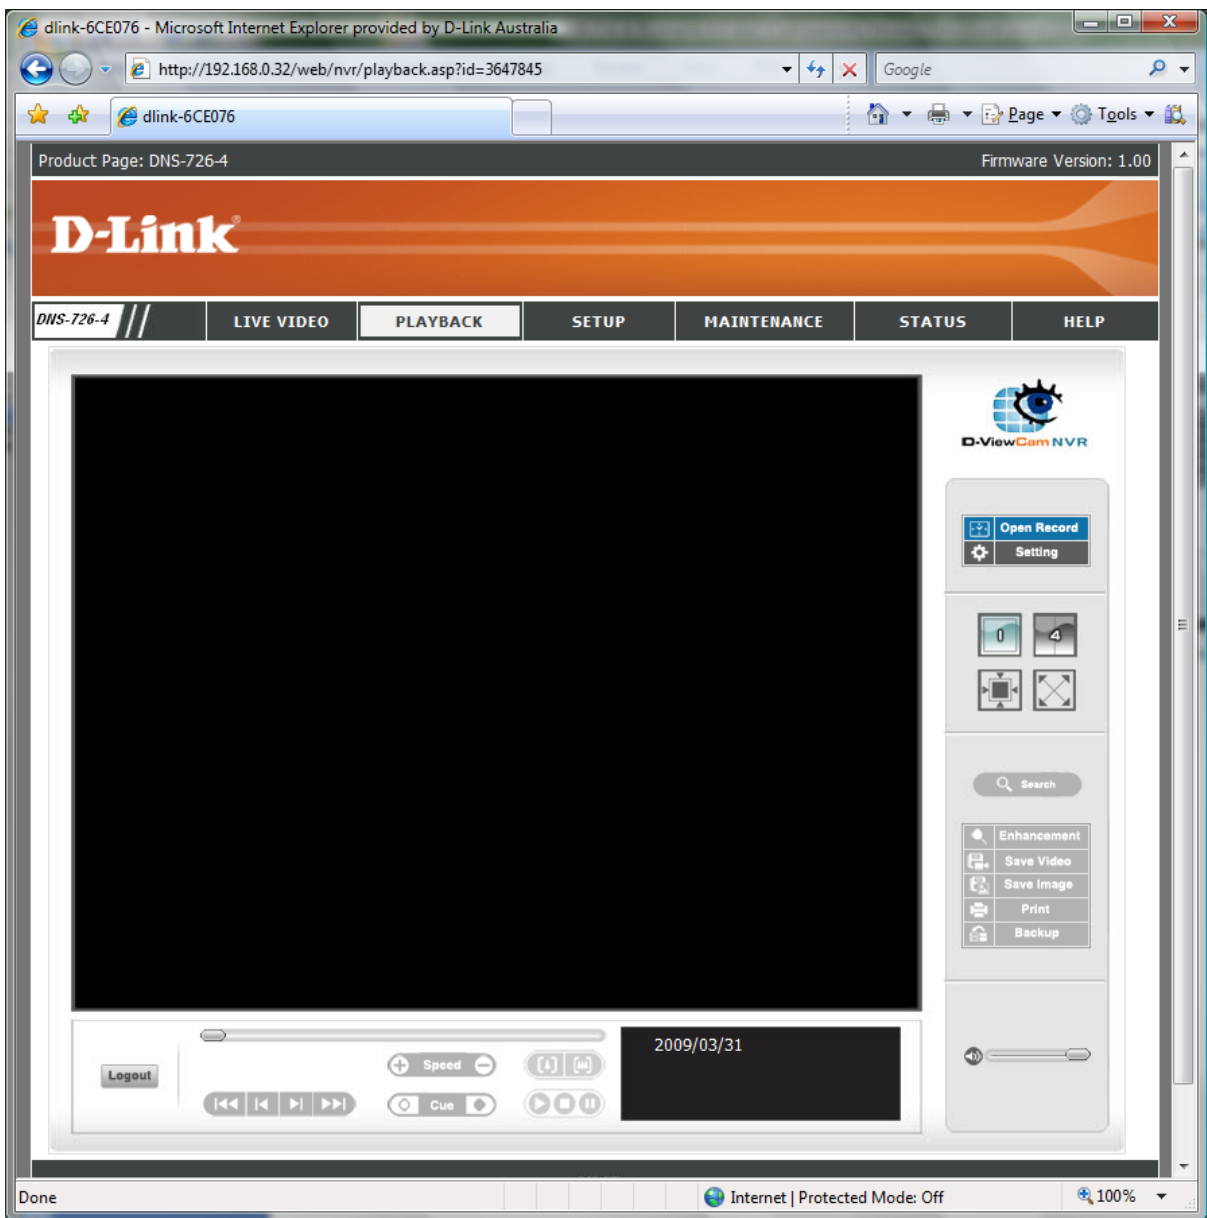 dlink-6CE076 - Microsoft Internet Explorer provided by D-Link Australia
http://192.168.0.32/web/nvr/playback.asp?id=3647845
Google
dlink-6CE076
Page
Tools
Product Page: DNS-726-4
Firmware Version: 1.00
D-Link®
DNS-726-4
LIVE VIDEO
PLAYBACK
SETUP
MAINTENANCE
STATUS
HELP
D-ViewCam NVR
Open Record
Setting
0
4
Search
Enhancement
Save Video
Save Image
Print
Backup
2009/03/31
Speed
Logout
Cue
Done
Internet | Protected Mode: Off
100%